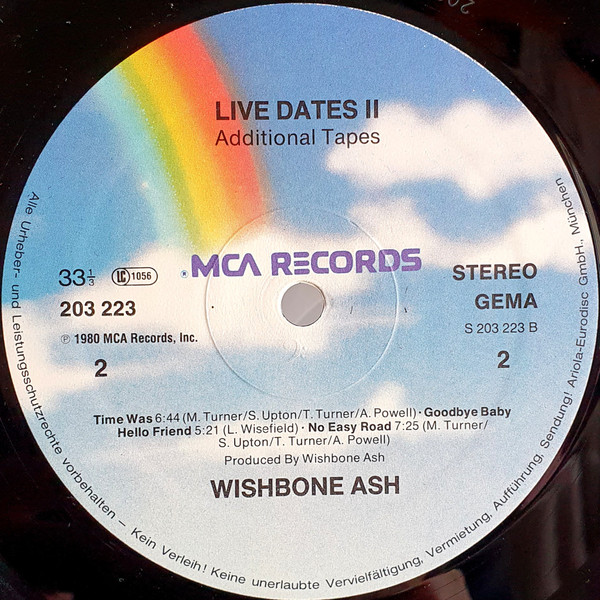 LIVE DATES II
Additional Tapes
MCA RECORDS
33⅓
LC 1056
203 223
℗ 1980 MCA Records, Inc.
2
STEREO
GEMA
S 203 223 B
2
Time Was 6:44 (M. Turner/S. Upton/T. Turner/A. Powell) · Goodbye Baby
Hello Friend 5:21 (L. Wisefield) · No Easy Road 7:25 (M. Turner/
S. Upton/T. Turner/A. Powell)
Produced By Wishbone Ash
WISHBONE ASH
Alle Urheber- und Leistungsschutzrechte vorbehalten – Kein Verleih! Keine unerlaubte Vervielfältigung, Vermietung, Aufführung, Sendung! Ariola-Eurodisc GmbH., München